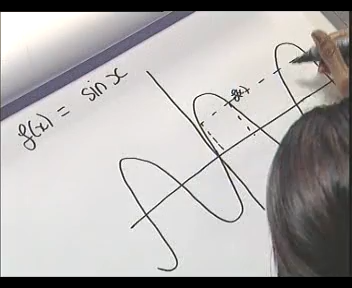 f(x) = sin x